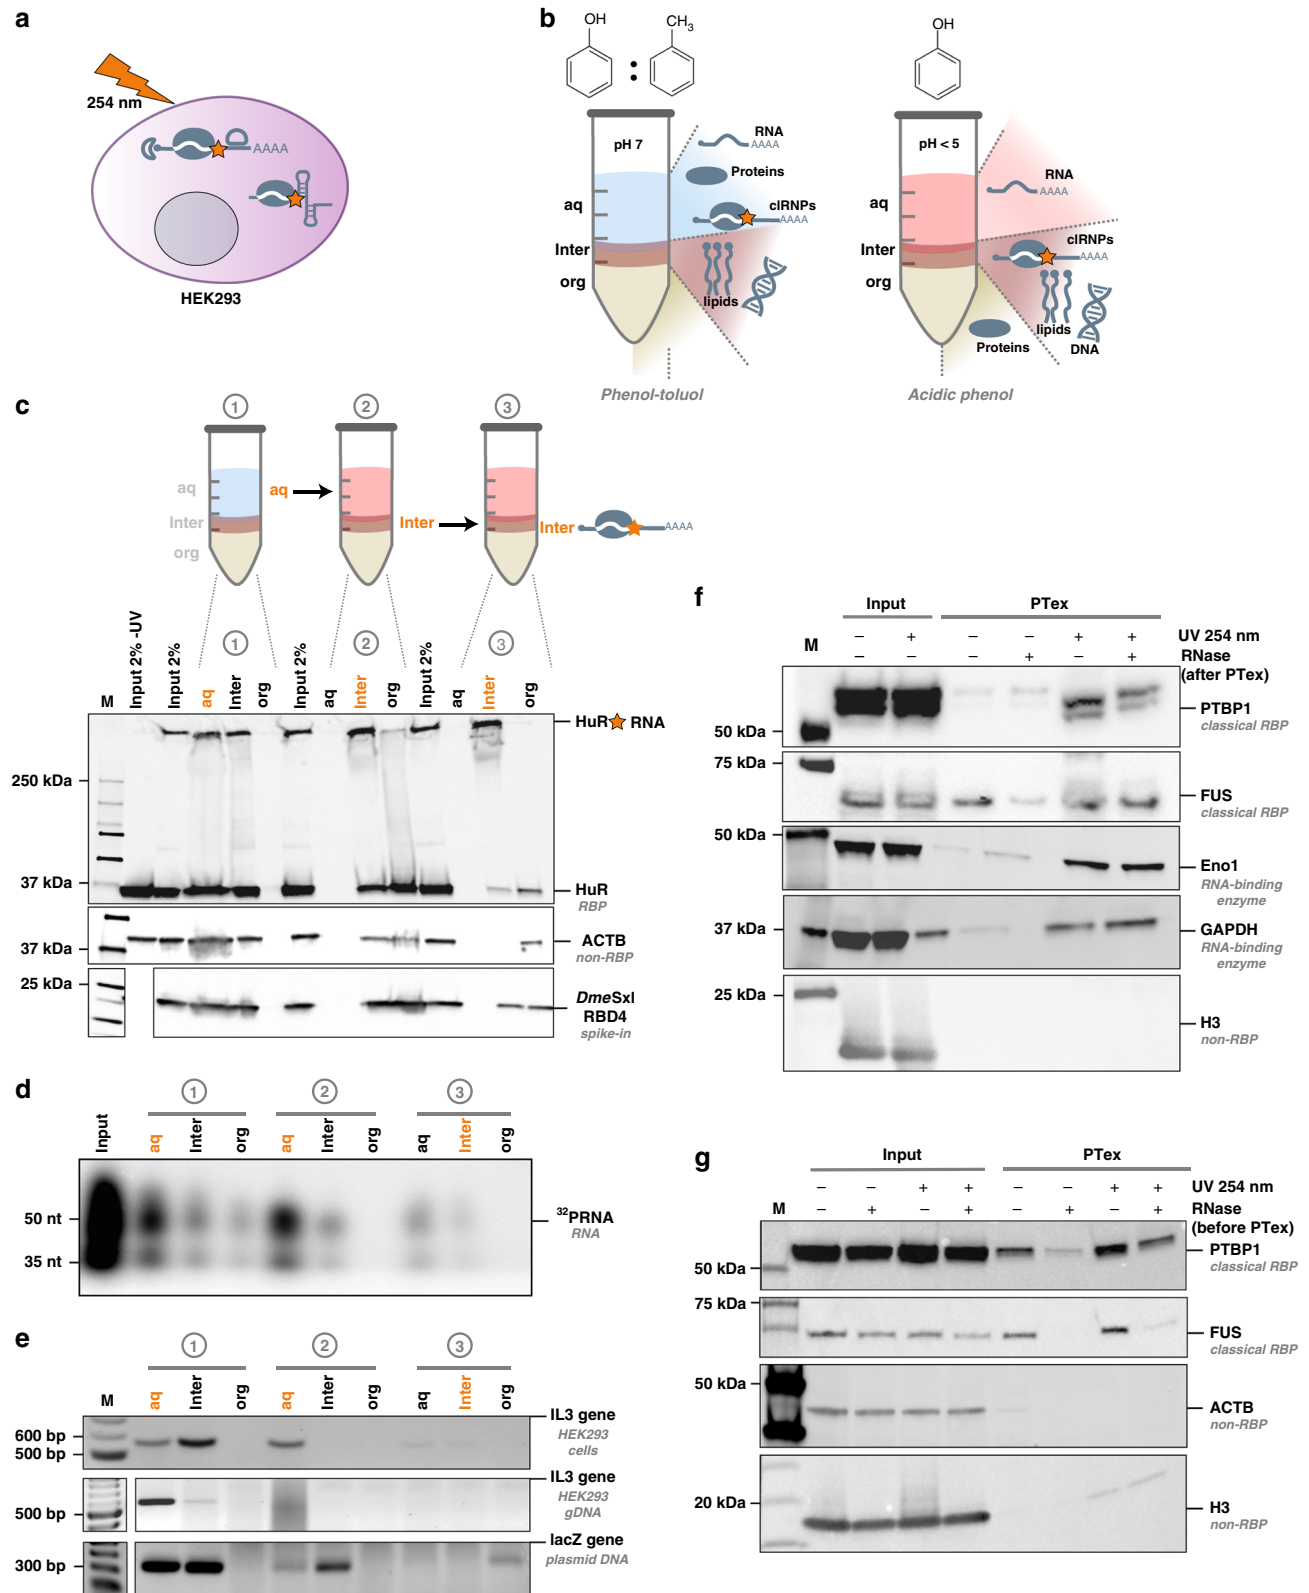 a
254 nm
AAAA
HEK293
b
OH
CH3
:
OH
pH 7
RNA
AAAA
Proteins
clRNPs
AAAA
aq
Inter
org
lipids
Phenol-toluol
pH < 5
RNA
AAAA
clRNPs
AAAA
aq
Inter
org
lipids
Proteins
DNA
Acidic phenol
c
1 2 3
aq
Inter
org
aq
Inter
Inter
AAAA
1 2 3
M
Input 2% -UV
Input 2%
aq
Inter
org
Input 2%
aq
Inter
org
Input 2%
aq
Inter
org
HuR RNA
250 kDa
37 kDa
HuR
RBP
37 kDa
ACTB
non-RBP
25 kDa
DmeSxl
RBD4
spike-in
d
1 2 3
Input
aq
Inter
org
aq
Inter
org
aq
Inter
org
50 nt
35 nt
32PRNA
RNA
e
1 2 3
M
aq
Inter
org
aq
Inter
org
aq
Inter
org
600 bp
500 bp
IL3 gene
HEK293
cells
500 bp
IL3 gene
HEK293
gDNA
300 bp
lacZ gene
plasmid DNA
f
Input PTex
M
– + – – + + UV 254 nm
– + – + RNase
(after PTex)
50 kDa
PTBP1
classical RBP
75 kDa
FUS
classical RBP
50 kDa
Eno1
RNA-binding
enzyme
37 kDa
GAPDH
RNA-binding
enzyme
25 kDa
H3
non-RBP
g
Input PTex
– – + + – – + + UV 254 nm
M – + – + – + – + RNase
(before PTex)
50 kDa
PTBP1
classical RBP
75 kDa
FUS
classical RBP
50 kDa
ACTB
non-RBP
20 kDa
H3
non-RBP